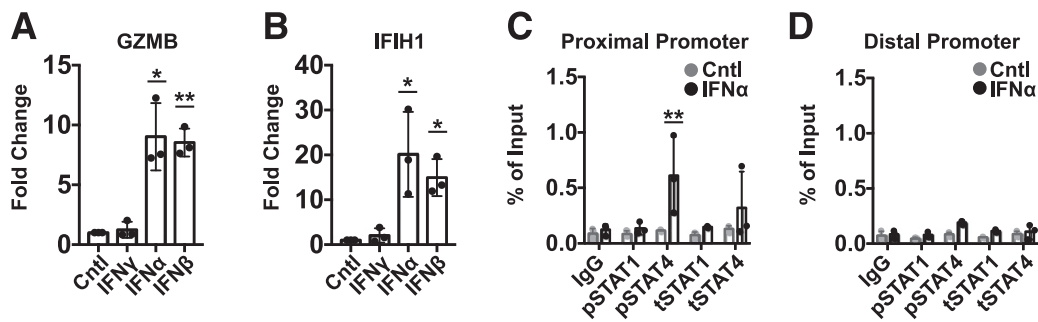 A
GZMB
Fold Change
15
10
5
0
*
**
Cntl
IFNγ
IFNα
IFNβ
B
IFIH1
Fold Change
40
30
20
10
0
*
*
Cntl
IFNγ
IFNα
IFNβ
C
Proximal Promoter
Cntl
IFNα
% of Input
1.5
1.0
0.5
0.0
**
IgG
pSTAT1
pSTAT4
tSTAT1
tSTAT4
D
Distal Promoter
Cntl
IFNα
% of Input
1.5
1.0
0.5
0.0
IgG
pSTAT1
pSTAT4
tSTAT1
tSTAT4